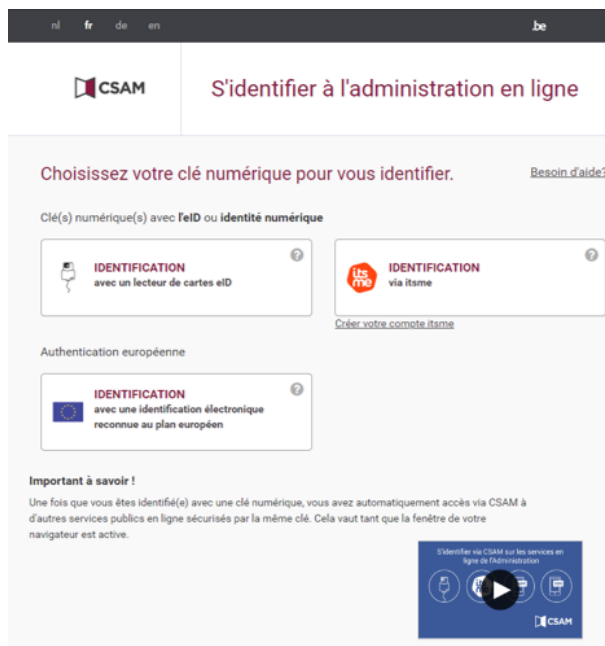 nl fr de en .be
CSAM
S'identifier à l'administration en ligne
Choisissez votre clé numérique pour vous identifier.
Besoin d'aide?
Clé(s) numérique(s) avec l'eID ou identité numérique
IDENTIFICATION
avec un lecteur de cartes eID
?
its
me
IDENTIFICATION
via itsme
?
Créer votre compte itsme
Authentication européenne
IDENTIFICATION
avec une identification électronique
reconnue au plan européen
?
Important à savoir !
Une fois que vous êtes identifié(e) avec une clé numérique, vous avez automatiquement accès via CSAM à
d'autres services publics en ligne sécurisés par la même clé. Cela vaut tant que la fenêtre de votre
navigateur est active.
S'identifier via CSAM sur les services en
ligne de l'Administration
CSAM